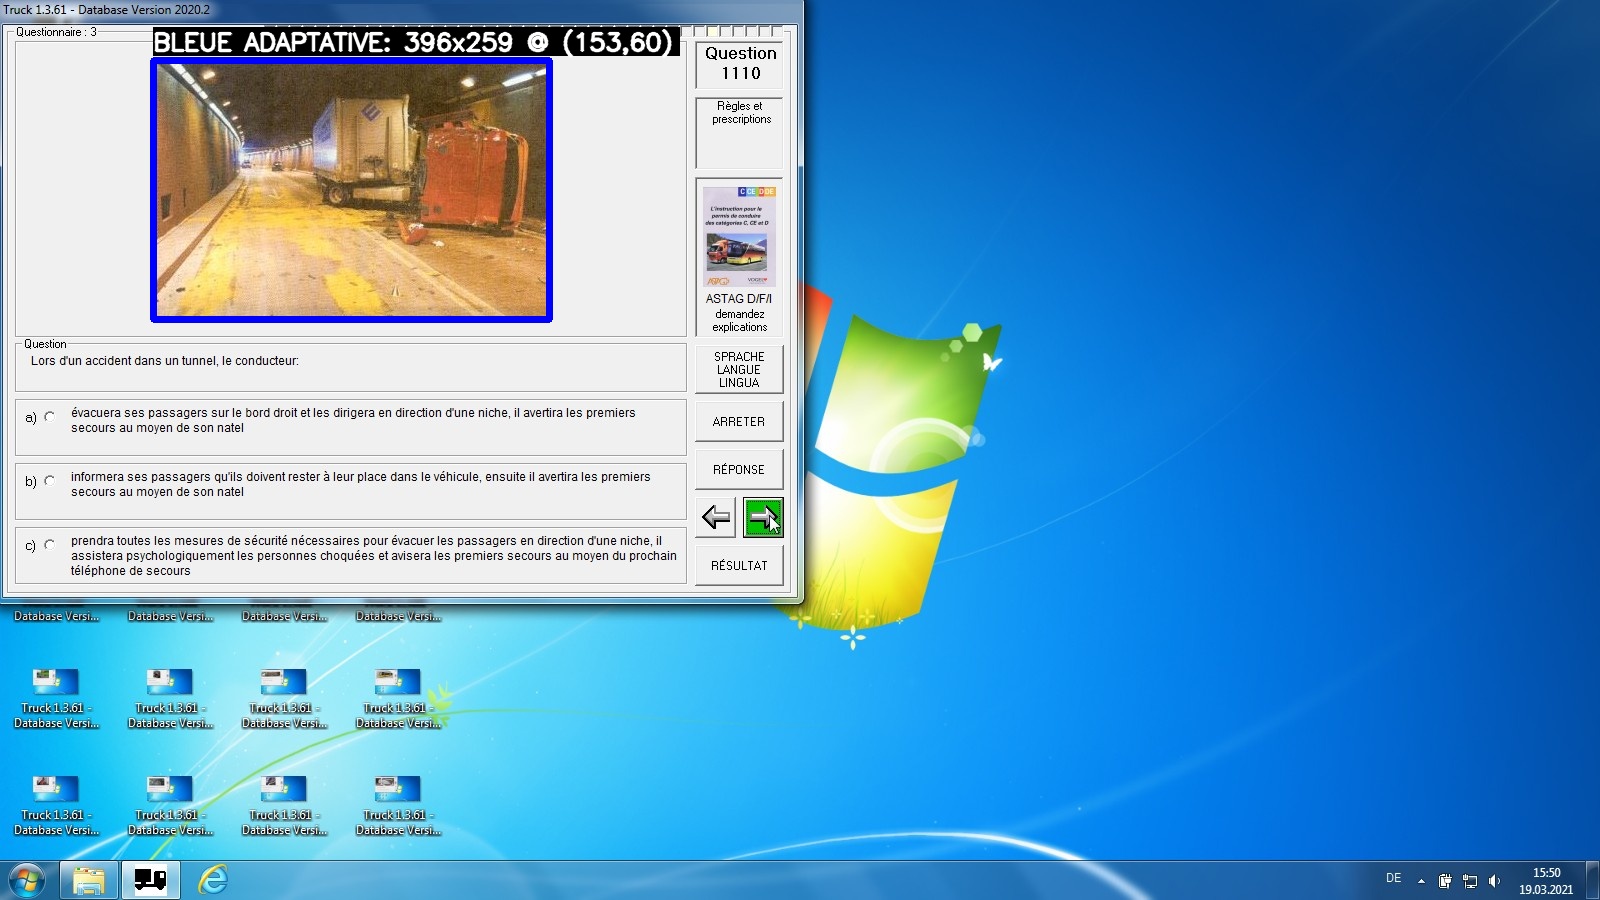 Truck 1.3.61 - Database Version 2020.2
Questionnaire : 3
BLEUE ADAPTATIVE: 396x259 @ (153,60)
Question
1110
Règles et
prescriptions
C CE D DE
L'instruction pour le
permis de conduire
des catégories C, CE et D
ASTAG D/F/I
demandez
explications
Question
Lors d'un accident dans un tunnel, le conducteur:
SPRACHE
LANGUE
LINGUA
a) évacuera ses passagers sur le bord droit et les dirigera en direction d'une niche, il avertira les premiers
secours au moyen de son natel
ARRETER
b) informera ses passagers qu'ils doivent rester à leur place dans le véhicule, ensuite il avertira les premiers
secours au moyen de son natel
RÉPONSE
c) prendra toutes les mesures de sécurité nécessaires pour évacuer les passagers en direction d'une niche, il
assistera psychologiquement les personnes choquées et avisera les premiers secours au moyen du prochain
téléphone de secours
RÉSULTAT
Database Versi... Database Versi... Database Versi... Database Versi...
Truck 1.3.61 - Truck 1.3.61 - Truck 1.3.61 - Truck 1.3.61 -
Database Versi... Database Versi... Database Versi... Database Versi...
Truck 1.3.61 - Truck 1.3.61 - Truck 1.3.61 - Truck 1.3.61 -
Database Versi... Database Versi... Database Versi... Database Versi...
DE
15:50
19.03.2021